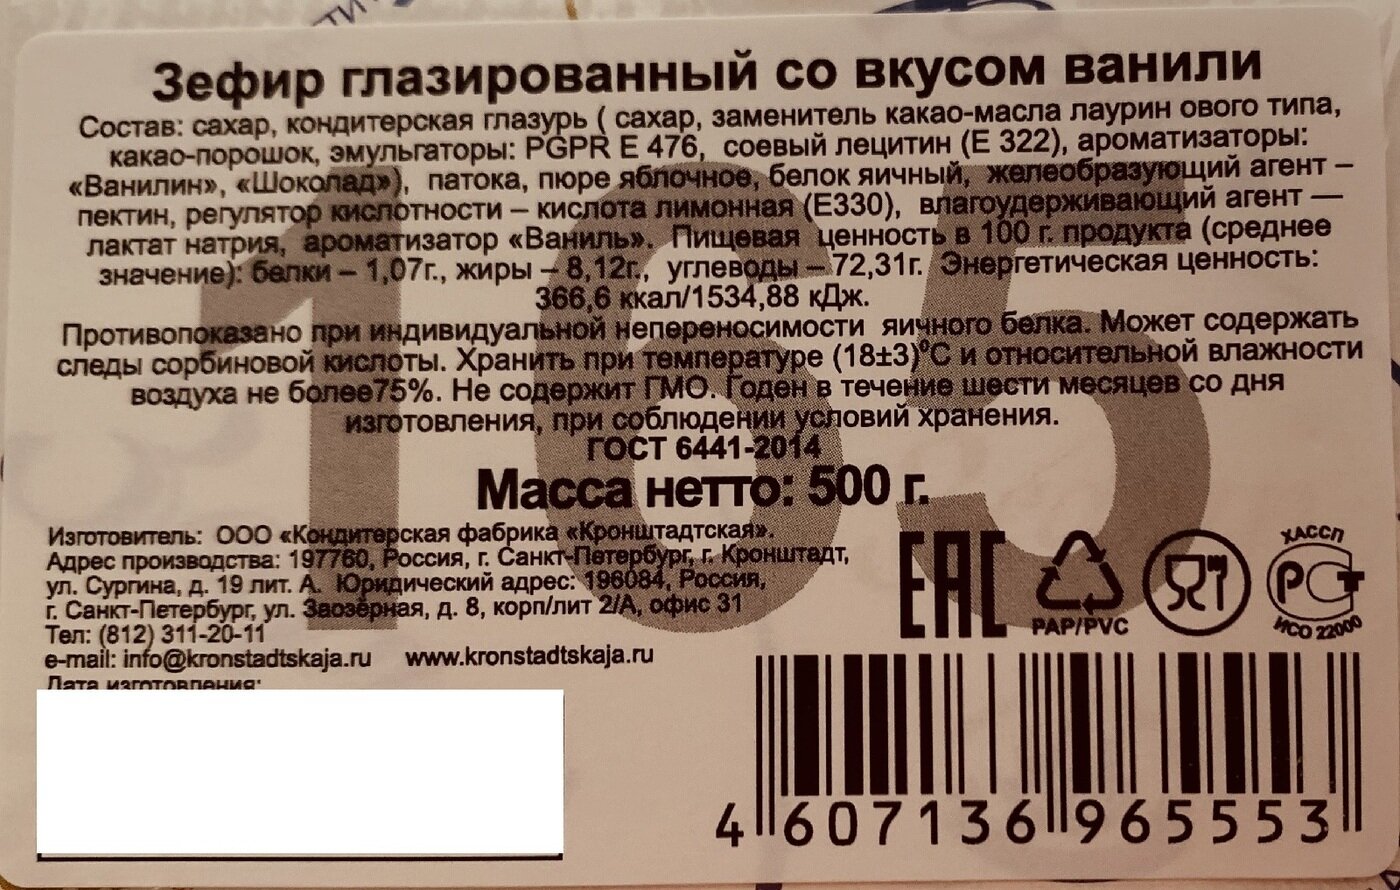 Зефир глазированный со вкусом ванили
Состав: сахар, кондитерская глазурь ( сахар, заменитель какао-масла лаурин ового типа,
какао-порошок, эмульгаторы: PGPR E 476, соевый лецитин (Е 322), ароматизаторы:
«Ванилин», «Шоколад»), патока, пюре яблочное, белок яичный, желеобразующий агент –
пектин, регулятор кислотности – кислота лимонная (Е330), влагоудерживающий агент —
лактат натрия, ароматизатор «Ваниль». Пищевая ценность в 100 г. продукта (среднее
значение): белки – 1,07г., жиры – 8,12г., углеводы – 72,31г. Энергетическая ценность:
366,6 ккал/1534,88 кДж.
Противопоказано при индивидуальной непереносимости яичного белка. Может содержать
следы сорбиновой кислоты. Хранить при температуре (18±3)°С и относительной влажности
воздуха не более75%. Не содержит ГМО. Годен в течение шести месяцев со дня
изготовления, при соблюдении условий хранения.
ГОСТ 6441-2014
Масса нетто: 500 г.
165
Изготовитель: ООО «Кондитерская фабрика «Кронштадтская».
Адрес производства: 197760, Россия, г. Санкт-Петербург, г. Кронштадт,
ул. Сургина, д. 19 лит. А. Юридический адрес: 196084, Россия,
г. Санкт-Петербург, ул. Заозёрная, д. 8, корп/лит 2/А, офис 31
Тел: (812) 311-20-11
e-mail: info@kronstadtskaja.ru www.kronstadtskaja.ru
Дата изготовления:
ЕАС
PAP/PVC
ХАССП
РСТ
ИСО 22000
4 607136 965553